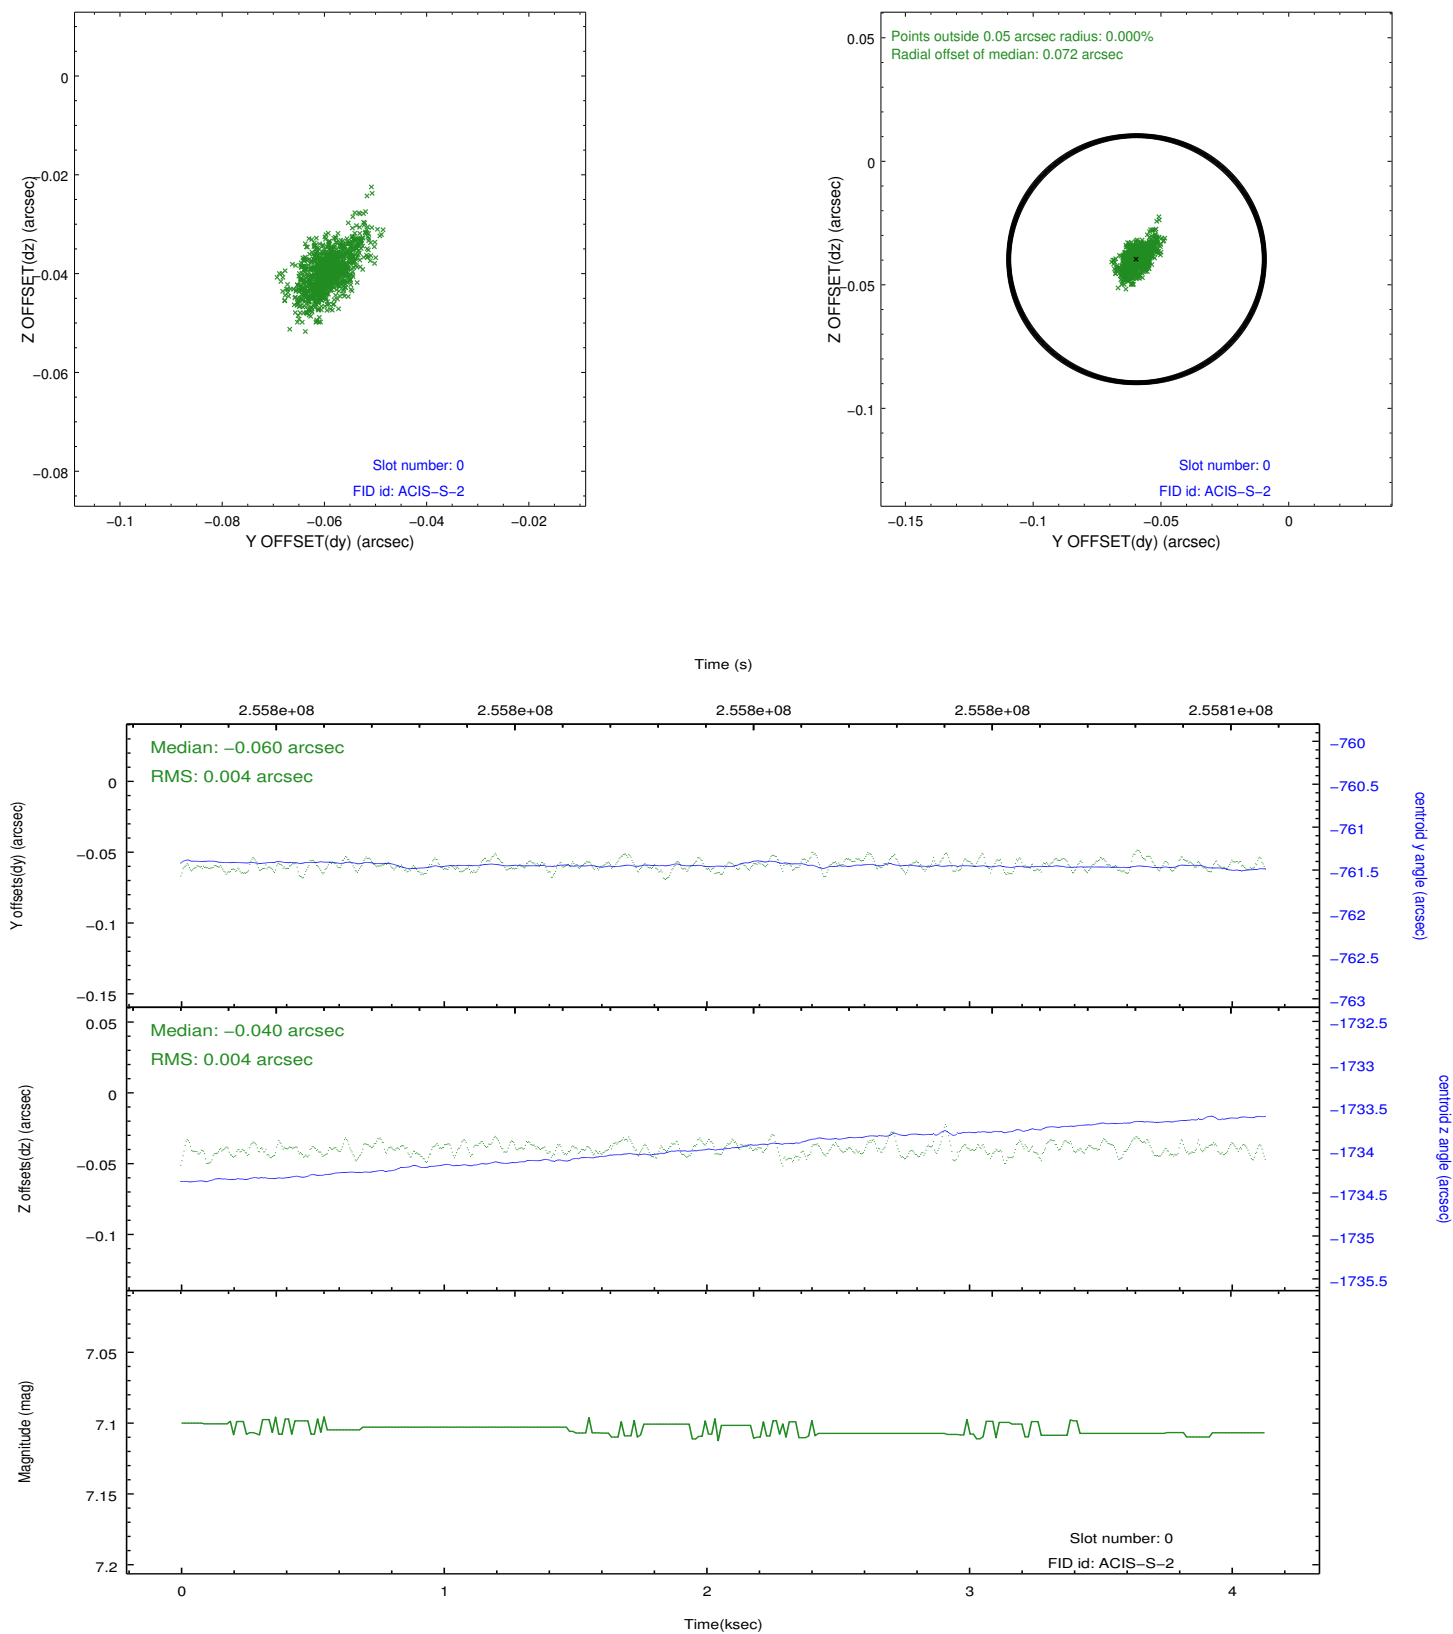 0
−0.02
−0.04
−0.06
−0.08
Z OFFSET(dz) (arcsec)
Slot number: 0
FID id: ACIS−S−2
−0.1
−0.08
−0.06
−0.04
−0.02
Y OFFSET(dy) (arcsec)
Points outside 0.05 arcsec radius: 0.000%
Radial offset of median: 0.072 arcsec
0.05
0
−0.05
−0.1
Z OFFSET(dz) (arcsec)
Slot number: 0
FID id: ACIS−S−2
−0.15
−0.1
−0.05
0
Y OFFSET(dy) (arcsec)
Time (s)
2.558e+08
2.558e+08
2.558e+08
2.558e+08
2.5581e+08
Median: −0.060 arcsec
RMS: 0.004 arcsec
0
−0.05
−0.1
−0.15
Y offsets(dy) (arcsec)
−760
−760.5
−761
−761.5
−762
−762.5
−763
centroid y angle (arcsec)
Median: −0.040 arcsec
RMS: 0.004 arcsec
0.05
0
−0.05
−0.1
Z offsets(dz) (arcsec)
−1732.5
−1733
−1733.5
−1734
−1734.5
−1735
−1735.5
centroid z angle (arcsec)
7.05
7.1
7.15
7.2
Magnitude (mag)
Slot number: 0
FID id: ACIS−S−2
0
1
2
3
4
Time(ksec)